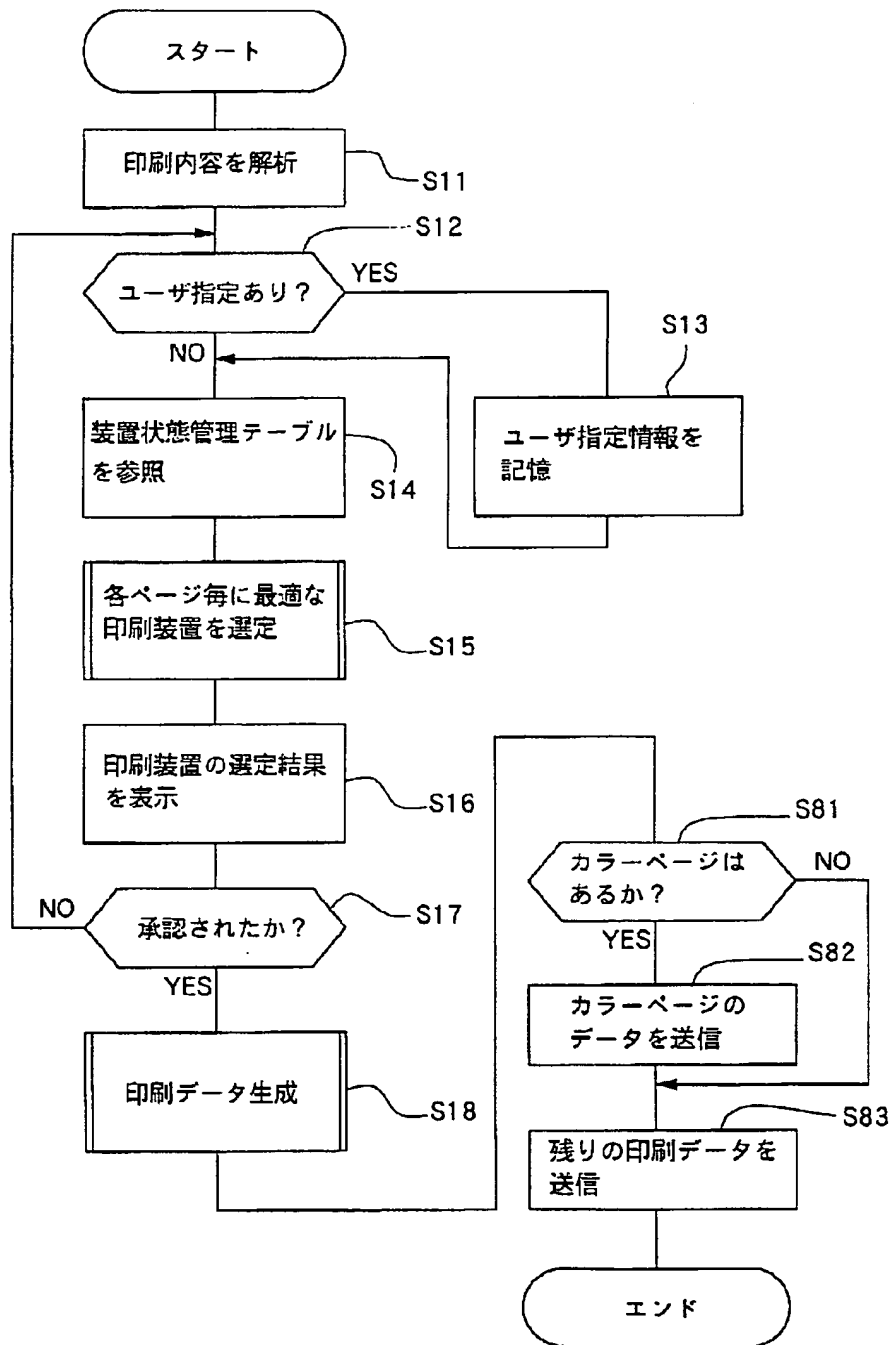 スタート
印刷内容を解析
S11
S12
ユーザ指定あり?
YES
NO
S13
ユーザ指定情報を
記憶
装置状態管理テーブル
を参照
S14
各ページ毎に最適な
印刷装置を選定
S15
印刷装置の選定結果
を表示
S16
承認されたか?
NO
S17
YES
印刷データ生成
S18
S81
カラーページは
あるか?
NO
YES
S82
カラーページの
データを送信
S83
残りの印刷データを
送信
エンド